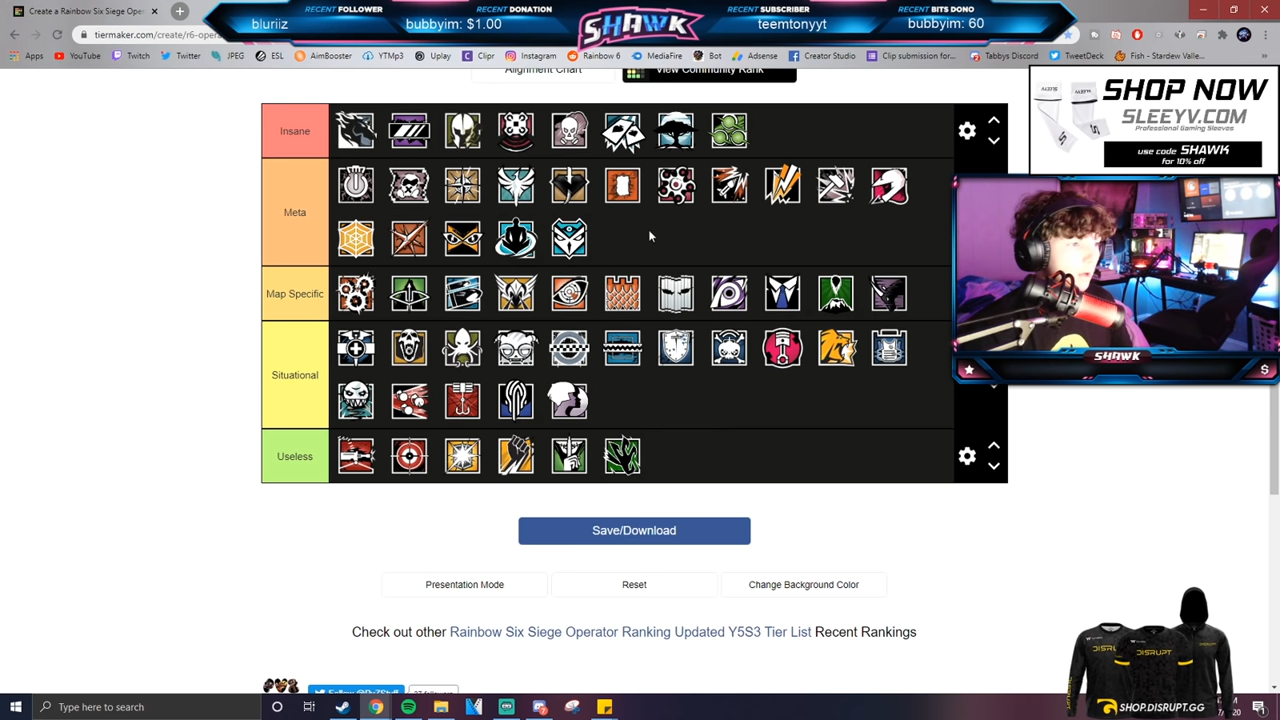 Create a Rainbow Six Siege Oper
RECENT FOLLOWER
bluriiz
RECENT DONATION
bubbyim: $1.00
SHAWK
RECENT SUBSCRIBER
teemtonyyt
RECENT BITS DONO
bubbyim: 60
tiermaker.com/create/r6-opera
Apps
YouTube
Twitch
Twitter
JPEG
ESL
AimBooster
YTMp3
Uplay
Clipr
Instagram
Rainbow 6
MediaFire
Bot
Adsense
Creator Studio
Clip submission for...
Tabbys Discord
TweetDeck
Fish - Stardew Valle...
Alignment Chart
View Community Rank
SHOP NOW
SLEEYV.COM
Professional Gaming Sleeves
use code SHAWK
for 10% off
Insane
Meta
Map Specific
Situational
Useless
SHAWK
$
Save/Download
Presentation Mode
Reset
Change Background Color
Check out other Rainbow Six Siege Operator Ranking Updated Y5S3 Tier List Recent Rankings
DISRUPT
SHOP.DISRUPT.GG
Type here to search